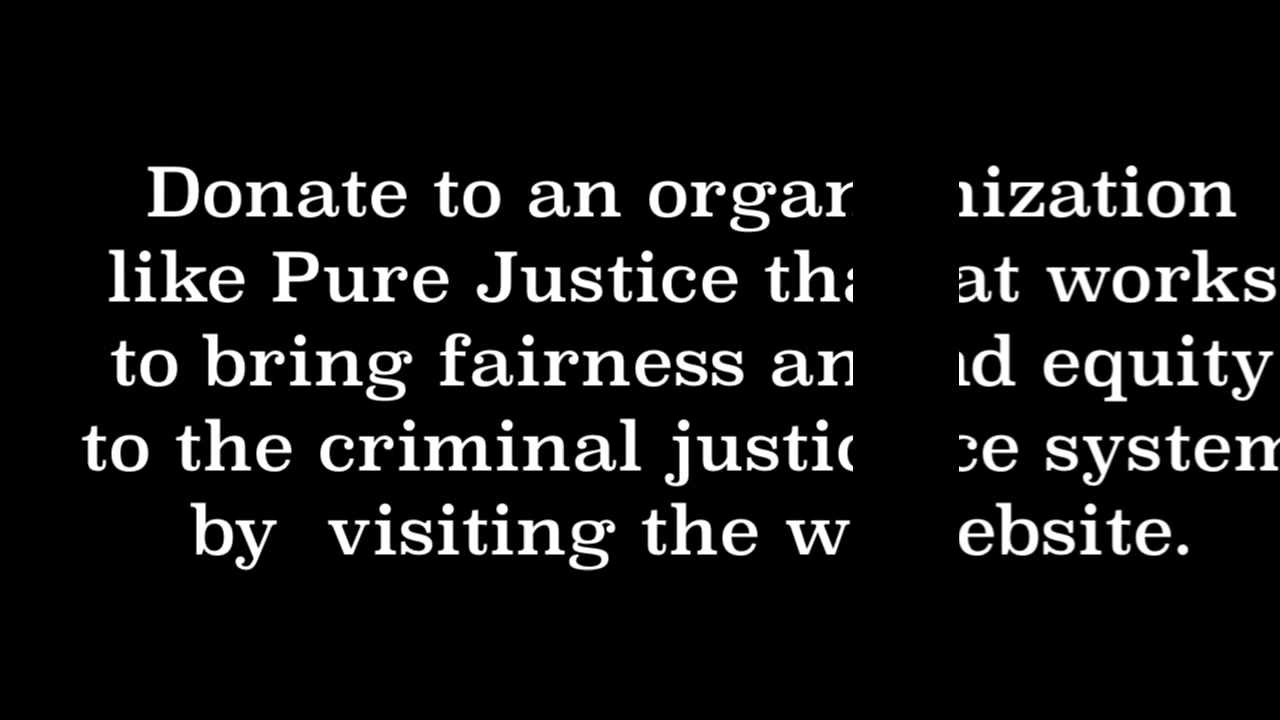 Donate to an organization
like Pure Justice that works
to bring fairness and equity
to the criminal justice system
by visiting the website.